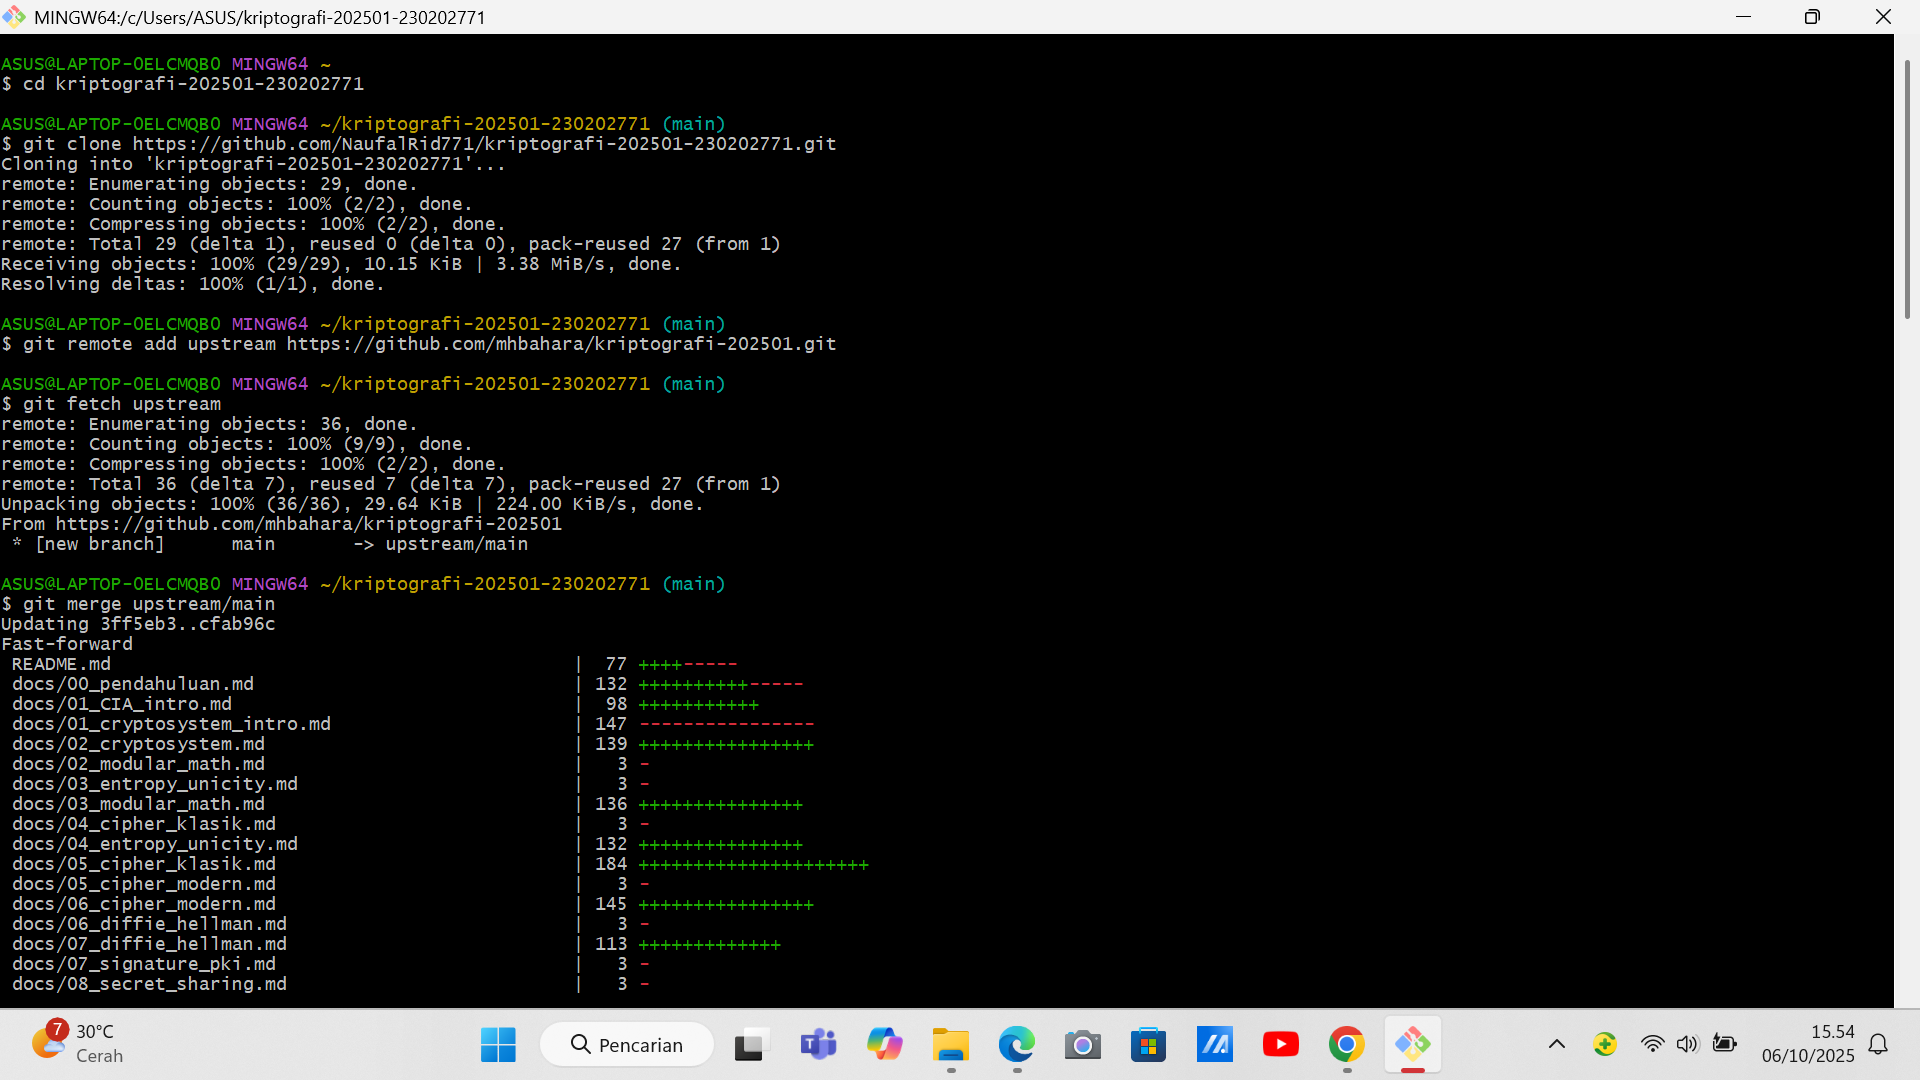 MINGW64:/c/Users/ASUS/kriptografi-202501-230202771
ASUS@LAPTOP-0ELCMQB0 MINGW64 ~
$ cd kriptografi-202501-230202771
ASUS@LAPTOP-0ELCMQB0 MINGW64 ~/kriptografi-202501-230202771 (main)
$ git clone https://github.com/NaufalRid771/kriptografi-202501-230202771.git
Cloning into 'kriptografi-202501-230202771'...
remote: Enumerating objects: 29, done.
remote: Counting objects: 100% (2/2), done.
remote: Compressing objects: 100% (2/2), done.
remote: Total 29 (delta 1), reused 0 (delta 0), pack-reused 27 (from 1)
Receiving objects: 100% (29/29), 10.15 KiB | 3.38 MiB/s, done.
Resolving deltas: 100% (1/1), done.
ASUS@LAPTOP-0ELCMQB0 MINGW64 ~/kriptografi-202501-230202771 (main)
$ git remote add upstream https://github.com/mhbahara/kriptografi-202501.git
ASUS@LAPTOP-0ELCMQB0 MINGW64 ~/kriptografi-202501-230202771 (main)
$ git fetch upstream
remote: Enumerating objects: 36, done.
remote: Counting objects: 100% (9/9), done.
remote: Compressing objects: 100% (2/2), done.
remote: Total 36 (delta 7), reused 7 (delta 7), pack-reused 27 (from 1)
Unpacking objects: 100% (36/36), 29.64 KiB | 224.00 KiB/s, done.
From https://github.com/mhbahara/kriptografi-202501
 * [new branch]      main       -> upstream/main
ASUS@LAPTOP-0ELCMQB0 MINGW64 ~/kriptografi-202501-230202771 (main)
$ git merge upstream/main
Updating 3ff5eb3..cfab96c
Fast-forward
 README.md | 77 ++++-----
 docs/00_pendahuluan.md | 132 ++++++++++-----
 docs/01_CIA_intro.md | 98 +++++++++++
 docs/01_cryptosystem_intro.md | 147 ----------------
 docs/02_cryptosystem.md | 139 ++++++++++++++++
 docs/02_modular_math.md | 3 -
 docs/03_entropy_unicity.md | 3 -
 docs/03_modular_math.md | 136 +++++++++++++++
 docs/04_cipher_klasik.md | 3 -
 docs/04_entropy_unicity.md | 132 +++++++++++++++
 docs/05_cipher_klasik.md | 184 +++++++++++++++++++++
 docs/05_cipher_modern.md | 3 -
 docs/06_cipher_modern.md | 145 ++++++++++++++++
 docs/06_diffie_hellman.md | 3 -
 docs/07_diffie_hellman.md | 113 +++++++++++++
 docs/07_signature_pki.md | 3 -
 docs/08_secret_sharing.md | 3 -
7
30°C
Cerah
Pencarian
15.54
06/10/2025